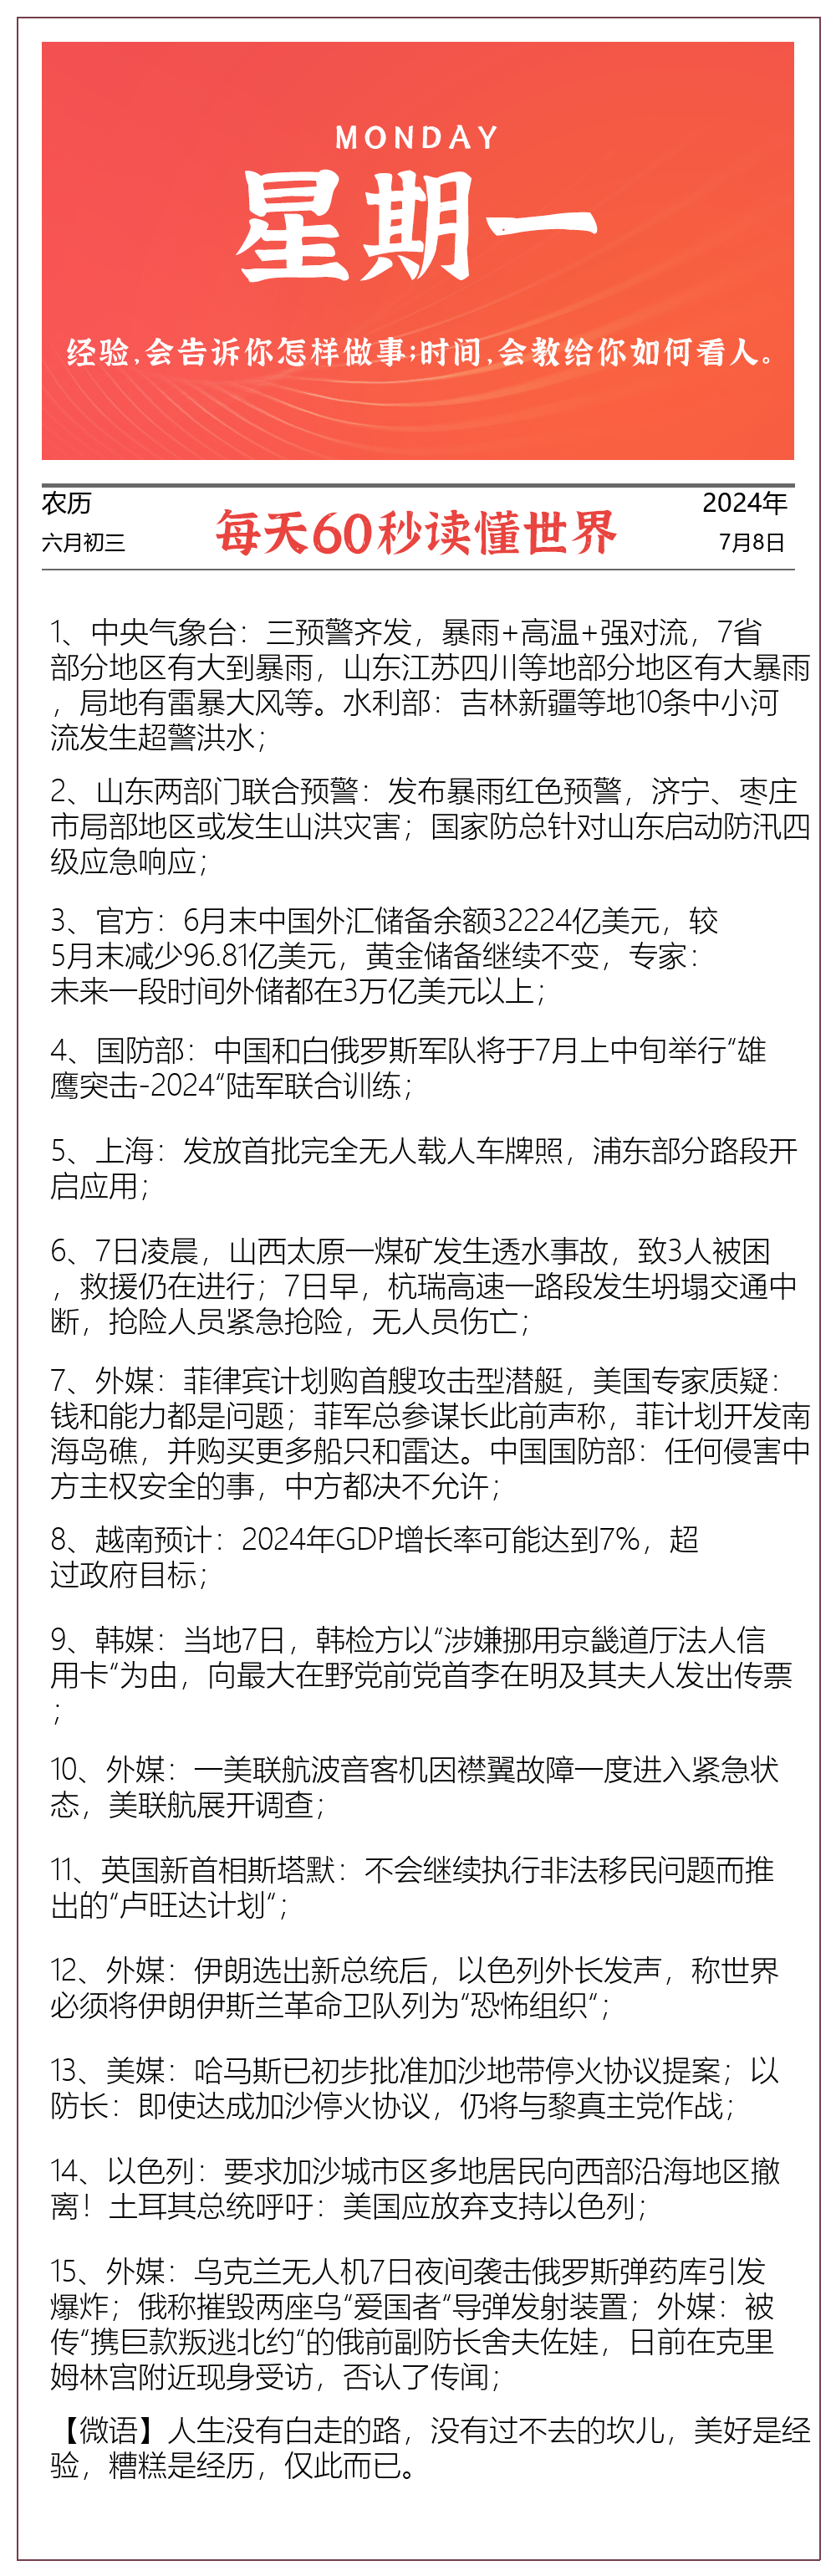 MONDAY
星期一
经验,会告诉你怎样做事;时间,会教给你如何看人。
农历
六月初三
每天60秒读懂世界
2024年
7月8日
1、中央气象台：三预警齐发，暴雨+高温+强对流，7省
部分地区有大到暴雨，山东江苏四川等地部分地区有大暴雨
，局地有雷暴大风等。水利部：吉林新疆等地10条中小河
流发生超警洪水；
2、山东两部门联合预警：发布暴雨红色预警，济宁、枣庄
市局部地区或发生山洪灾害；国家防总针对山东启动防汛四
级应急响应；
3、官方：6月末中国外汇储备余额32224亿美元，较
5月末减少96.81亿美元，黄金储备继续不变，专家：
未来一段时间外储都在3万亿美元以上；
4、国防部：中国和白俄罗斯军队将于7月上中旬举行“雄
鹰突击-2024“陆军联合训练；
5、上海：发放首批完全无人载人车牌照，浦东部分路段开
启应用；
6、7日凌晨，山西太原一煤矿发生透水事故，致3人被困
，救援仍在进行；7日早，杭瑞高速一路段发生坍塌交通中
断，抢险人员紧急抢险，无人员伤亡；
7、外媒：菲律宾计划购首艘攻击型潜艇，美国专家质疑：
钱和能力都是问题；菲军总参谋长此前声称，菲计划开发南
海岛礁，并购买更多船只和雷达。中国国防部：任何侵害中
方主权安全的事，中方都决不允许；
8、越南预计：2024年GDP增长率可能达到7%，超
过政府目标；
9、韩媒：当地7日，韩检方以“涉嫌挪用京畿道厅法人信
用卡“为由，向最大在野党前党首李在明及其夫人发出传票
；
10、外媒：一美联航波音客机因襟翼故障一度进入紧急状
态，美联航展开调查；
11、英国新首相斯塔默：不会继续执行非法移民问题而推
出的“卢旺达计划“；
12、外媒：伊朗选出新总统后，以色列外长发声，称世界
必须将伊朗伊斯兰革命卫队列为“恐怖组织“；
13、美媒：哈马斯已初步批准加沙地带停火协议提案；以
防长：即使达成加沙停火协议，仍将与黎真主党作战；
14、以色列：要求加沙城市区多地居民向西部沿海地区撤
离！土耳其总统呼吁：美国应放弃支持以色列；
15、外媒：乌克兰无人机7日夜间袭击俄罗斯弹药库引发
爆炸；俄称摧毁两座乌“爱国者“导弹发射装置；外媒：被
传“携巨款叛逃北约“的俄前副防长舍夫佐娃，日前在克里
姆林宫附近现身受访，否认了传闻；
【微语】人生没有白走的路，没有过不去的坎儿，美好是经
验，糟糕是经历，仅此而已。